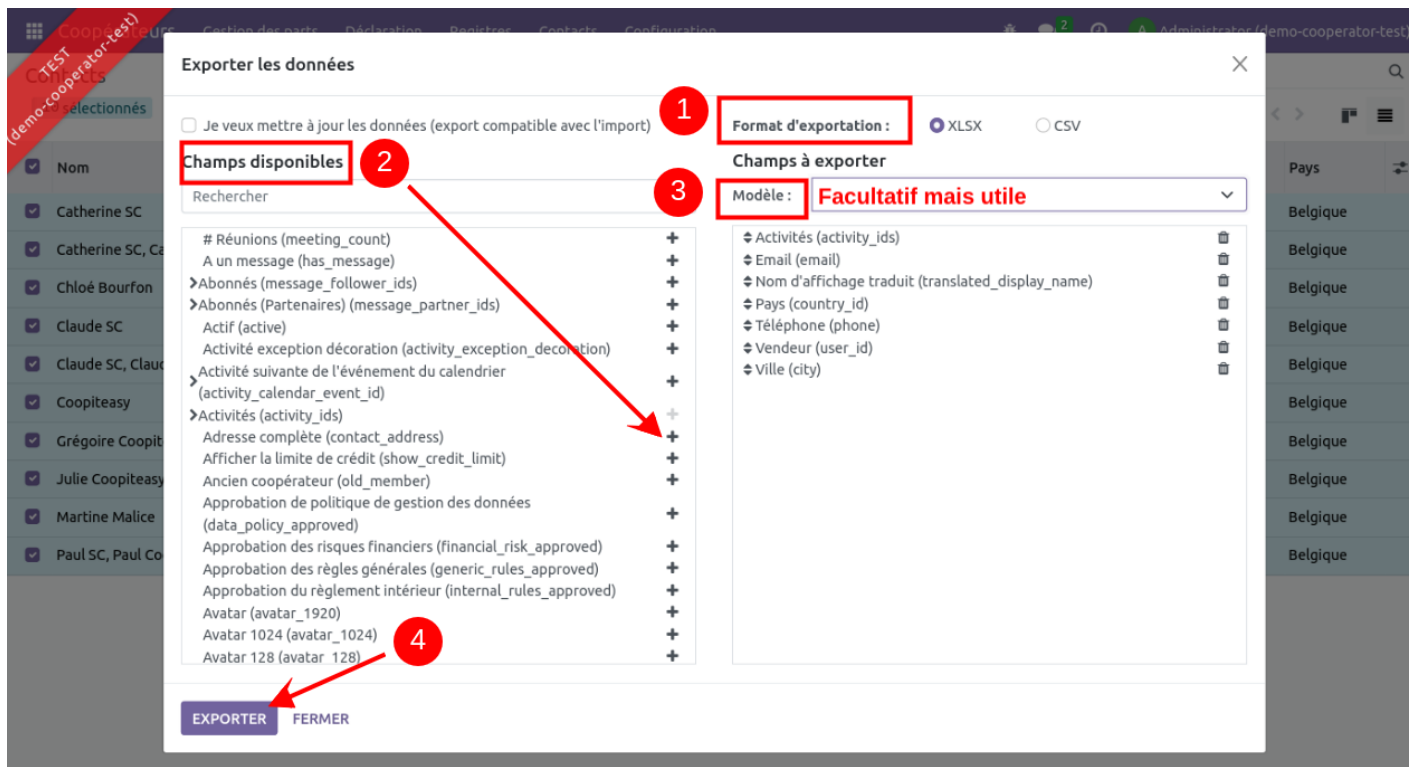 TEST
(demo-cooperator-test)
Coopérateurs Gestion des parts Déclaration Registres Contacts Configuration 2 A Administrator (demo-cooperator-test)
Contacts
sélectionnés
Nom
Pays
Catherine SC
Belgique
Catherine SC, Ca
Belgique
Chloé Bourfon
Belgique
Claude SC
Belgique
Claude SC, Claud
Belgique
Coopiteasy
Belgique
Grégoire Coopit
Belgique
Julie Coopiteasy
Belgique
Martine Malice
Belgique
Paul SC, Paul Co
Belgique
Exporter les données
Je veux mettre à jour les données (export compatible avec l'import)
1
Format d'exportation :
XLSX
CSV
Champs disponibles
2
Rechercher
Champs à exporter
3
Modèle :
Facultatif mais utile
# Réunions (meeting_count)
A un message (has_message)
Abonnés (message_follower_ids)
Abonnés (Partenaires) (message_partner_ids)
Actif (active)
Activité exception décoration (activity_exception_decoration)
Activité suivante de l'événement du calendrier
(activity_calendar_event_id)
Activités (activity_ids)
Adresse complète (contact_address)
Afficher la limite de crédit (show_credit_limit)
Ancien coopérateur (old_member)
Approbation de politique de gestion des données
(data_policy_approved)
Approbation des risques financiers (financial_risk_approved)
Approbation des règles générales (generic_rules_approved)
Approbation du règlement intérieur (internal_rules_approved)
Avatar (avatar_1920)
Avatar 1024 (avatar_1024)
Avatar 128 (avatar_128)
Activités (activity_ids)
Email (email)
Nom d'affichage traduit (translated_display_name)
Pays (country_id)
Téléphone (phone)
Vendeur (user_id)
Ville (city)
4
EXPORTER
FERMER